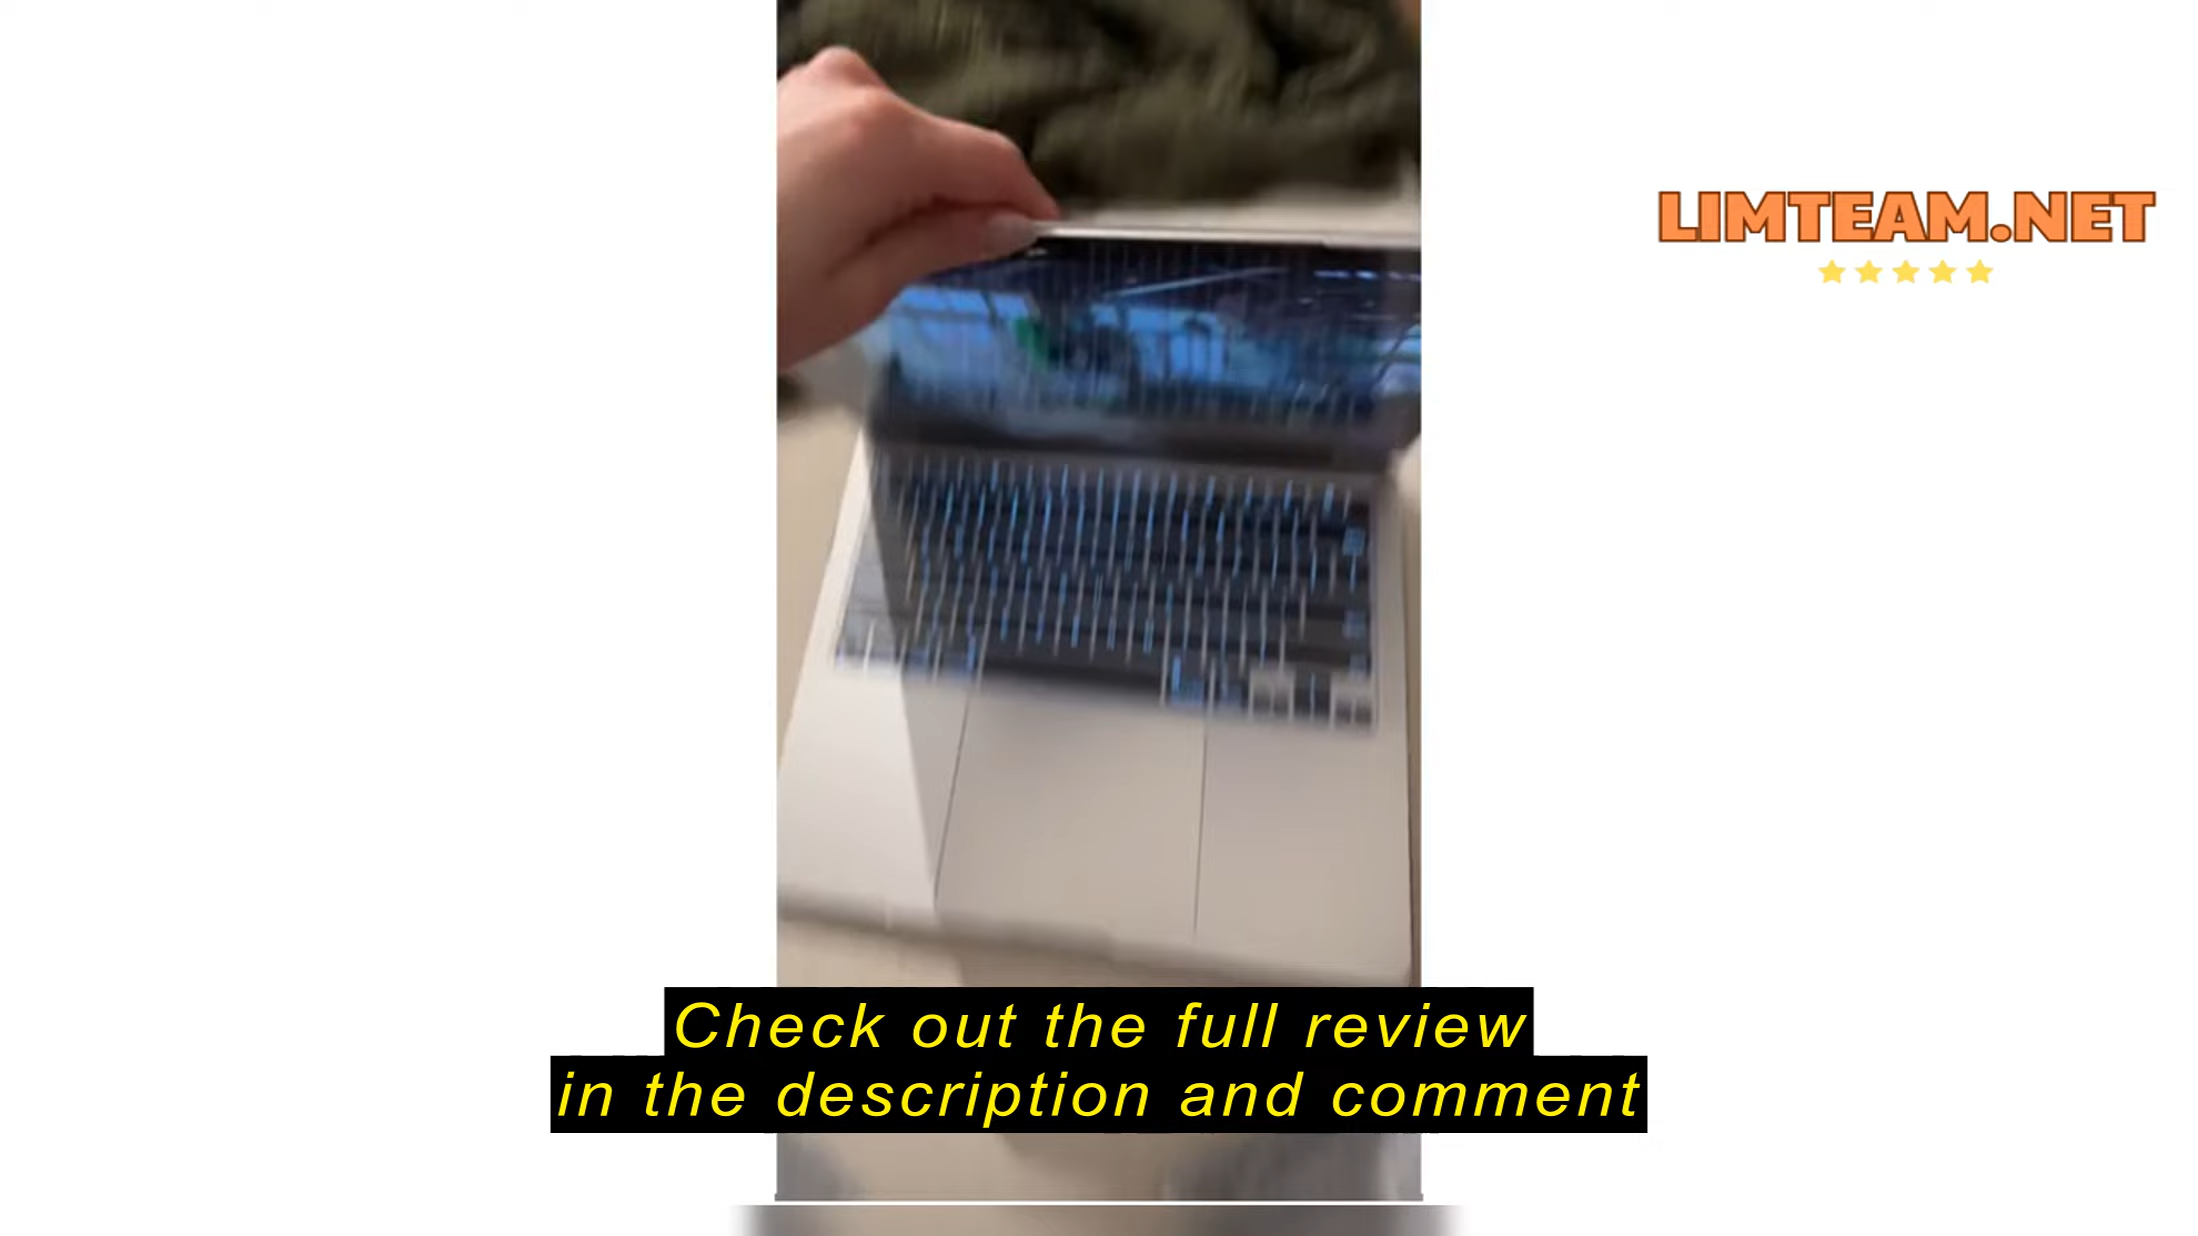 LIMTEAM.NET
Check out the full review
in the description and comment